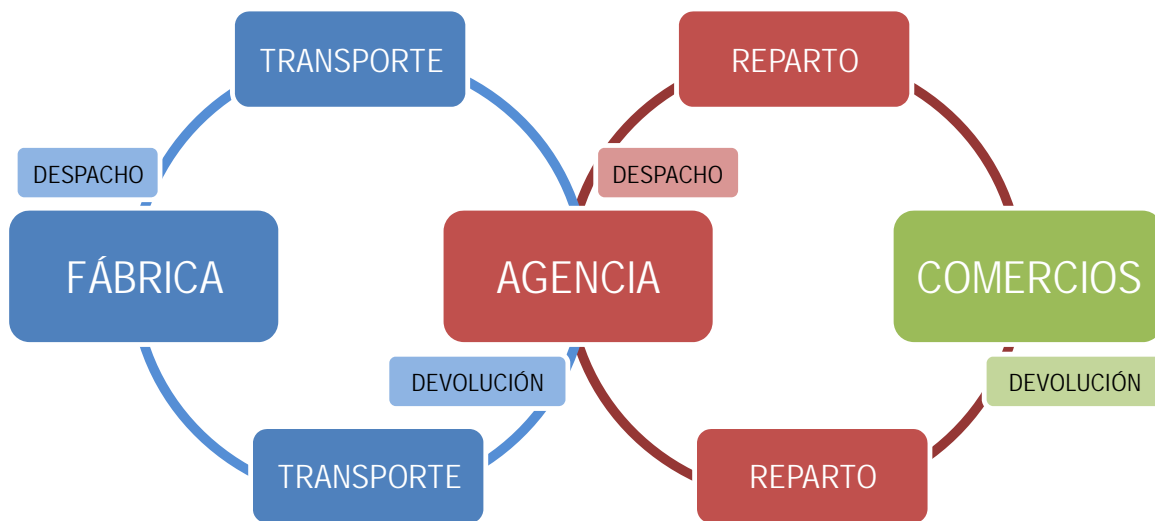 TRANSPORTE
REPARTO
DESPACHO
DESPACHO
FÁBRICA
AGENCIA
COMERCIOS
DEVOLUCIÓN
DEVOLUCIÓN
TRANSPORTE
REPARTO